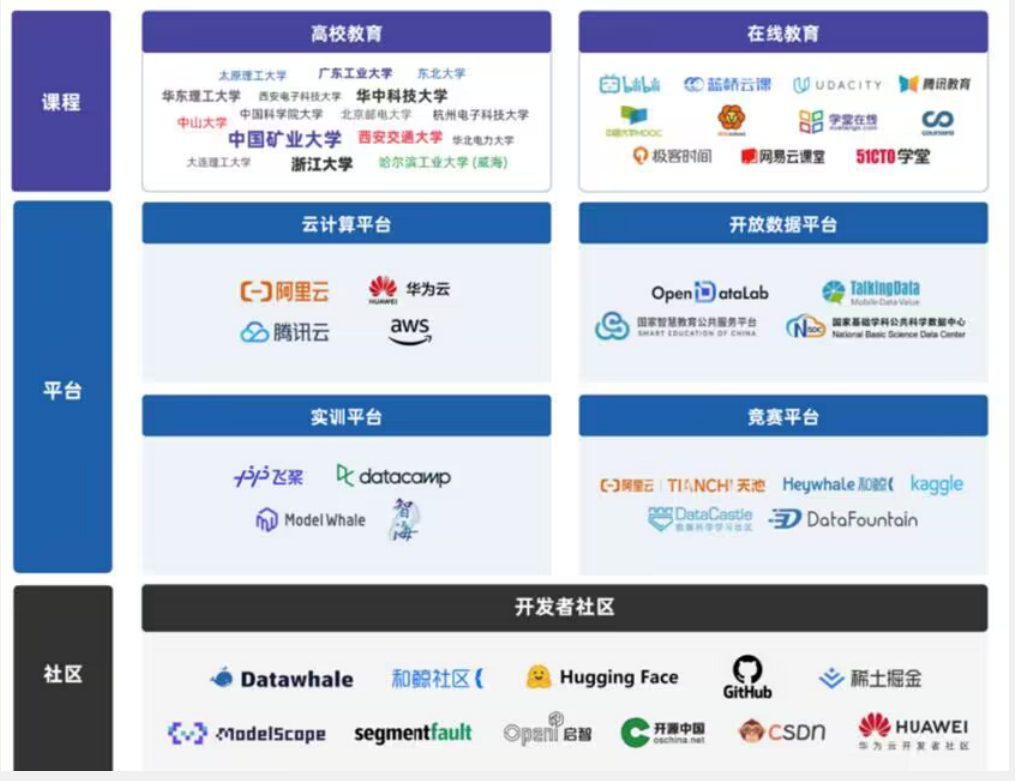 课程
高校教育
太原理工大学 广东工业大学 东北大学
华东理工大学 西安电子科技大学 华中科技大学
中山大学 中国科学院大学 北京邮电大学 杭州电子科技大学
中国矿业大学 西安交通大学 华北电力大学
大连理工大学 浙江大学 哈尔滨工业大学 (威海)
在线教育
bilibili 蓝桥云课 UDACITY 腾讯教育
中国大学MOOC 学堂在线 coursera
极客时间 网易云课堂 51CTO学堂
平台
云计算平台
阿里云 HUAWEI 华为云
腾讯云 aws
开放数据平台
OpenDataLab TalkingData
Mobile Data Value
国家智慧教育公共服务平台 国家基础学科公共科学数据中心
SMART EDUCATION OF CHINA National Basic Science Data Center
实训平台
飞桨 datacamp
ModelWhale 智海
竞赛平台
阿里云 TIANCHI 天池 Heywhale 和鲸 kaggle
DataCastle DataFountain
数据科学学习社区
社区
开发者社区
Datawhale 和鲸社区 Hugging Face GitHub 稀土掘金
ModelScope segmentfault OpenI 启智 开源中国 CSDN HUAWEI
oschina.net 华为云开发者社区